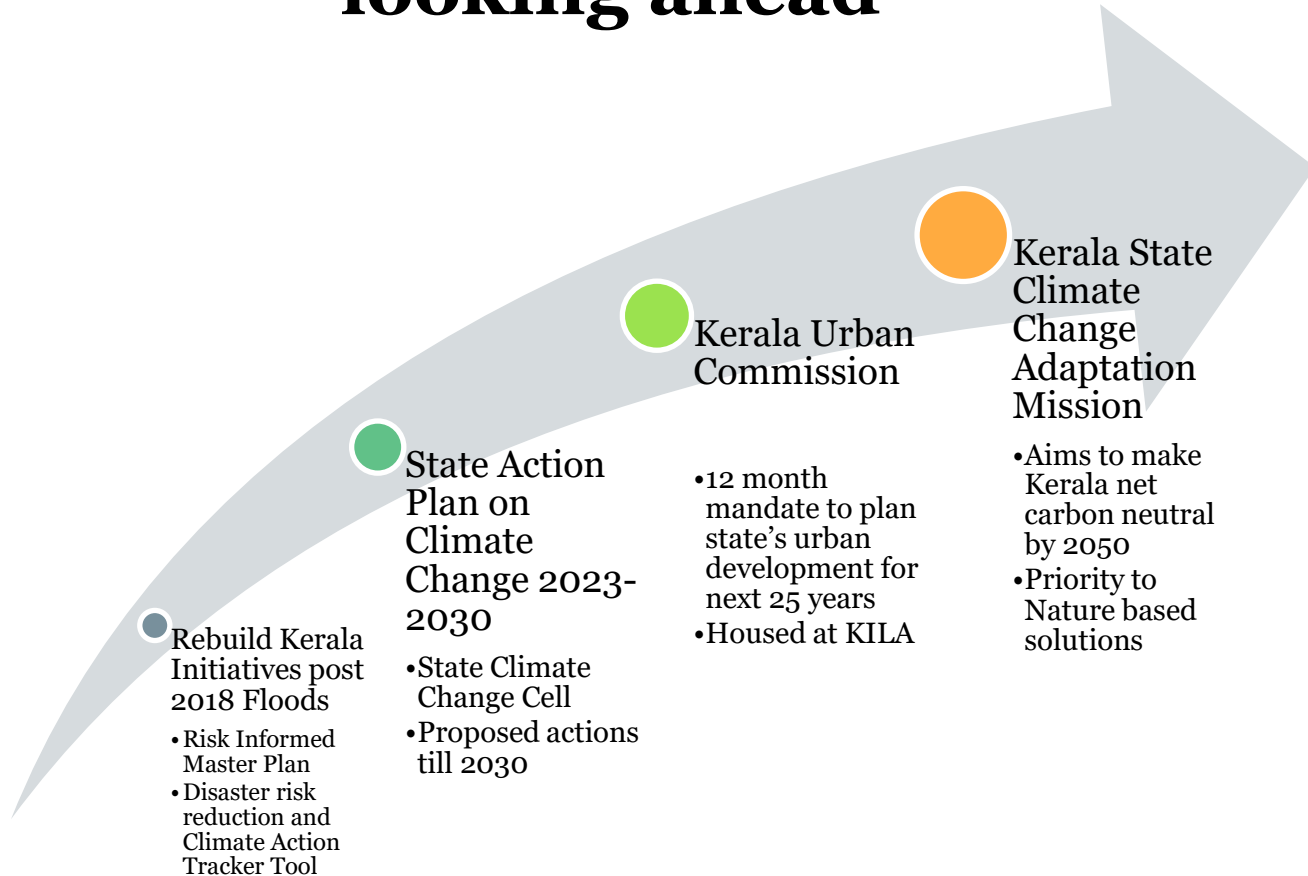 looking ahead
Rebuild Kerala
Initiatives post
2018 Floods
•Risk Informed
Master Plan
•Disaster risk
reduction and
Climate Action
Tracker Tool
State Action
Plan on
Climate
Change 2023-
2030
•State Climate
Change Cell
•Proposed actions
till 2030
Kerala Urban
Commission
•12 month
mandate to plan
state’s urban
development for
next 25 years
•Housed at KILA
Kerala State
Climate
Change
Adaptation
Mission
•Aims to make
Kerala net
carbon neutral
by 2050
•Priority to
Nature based
solutions